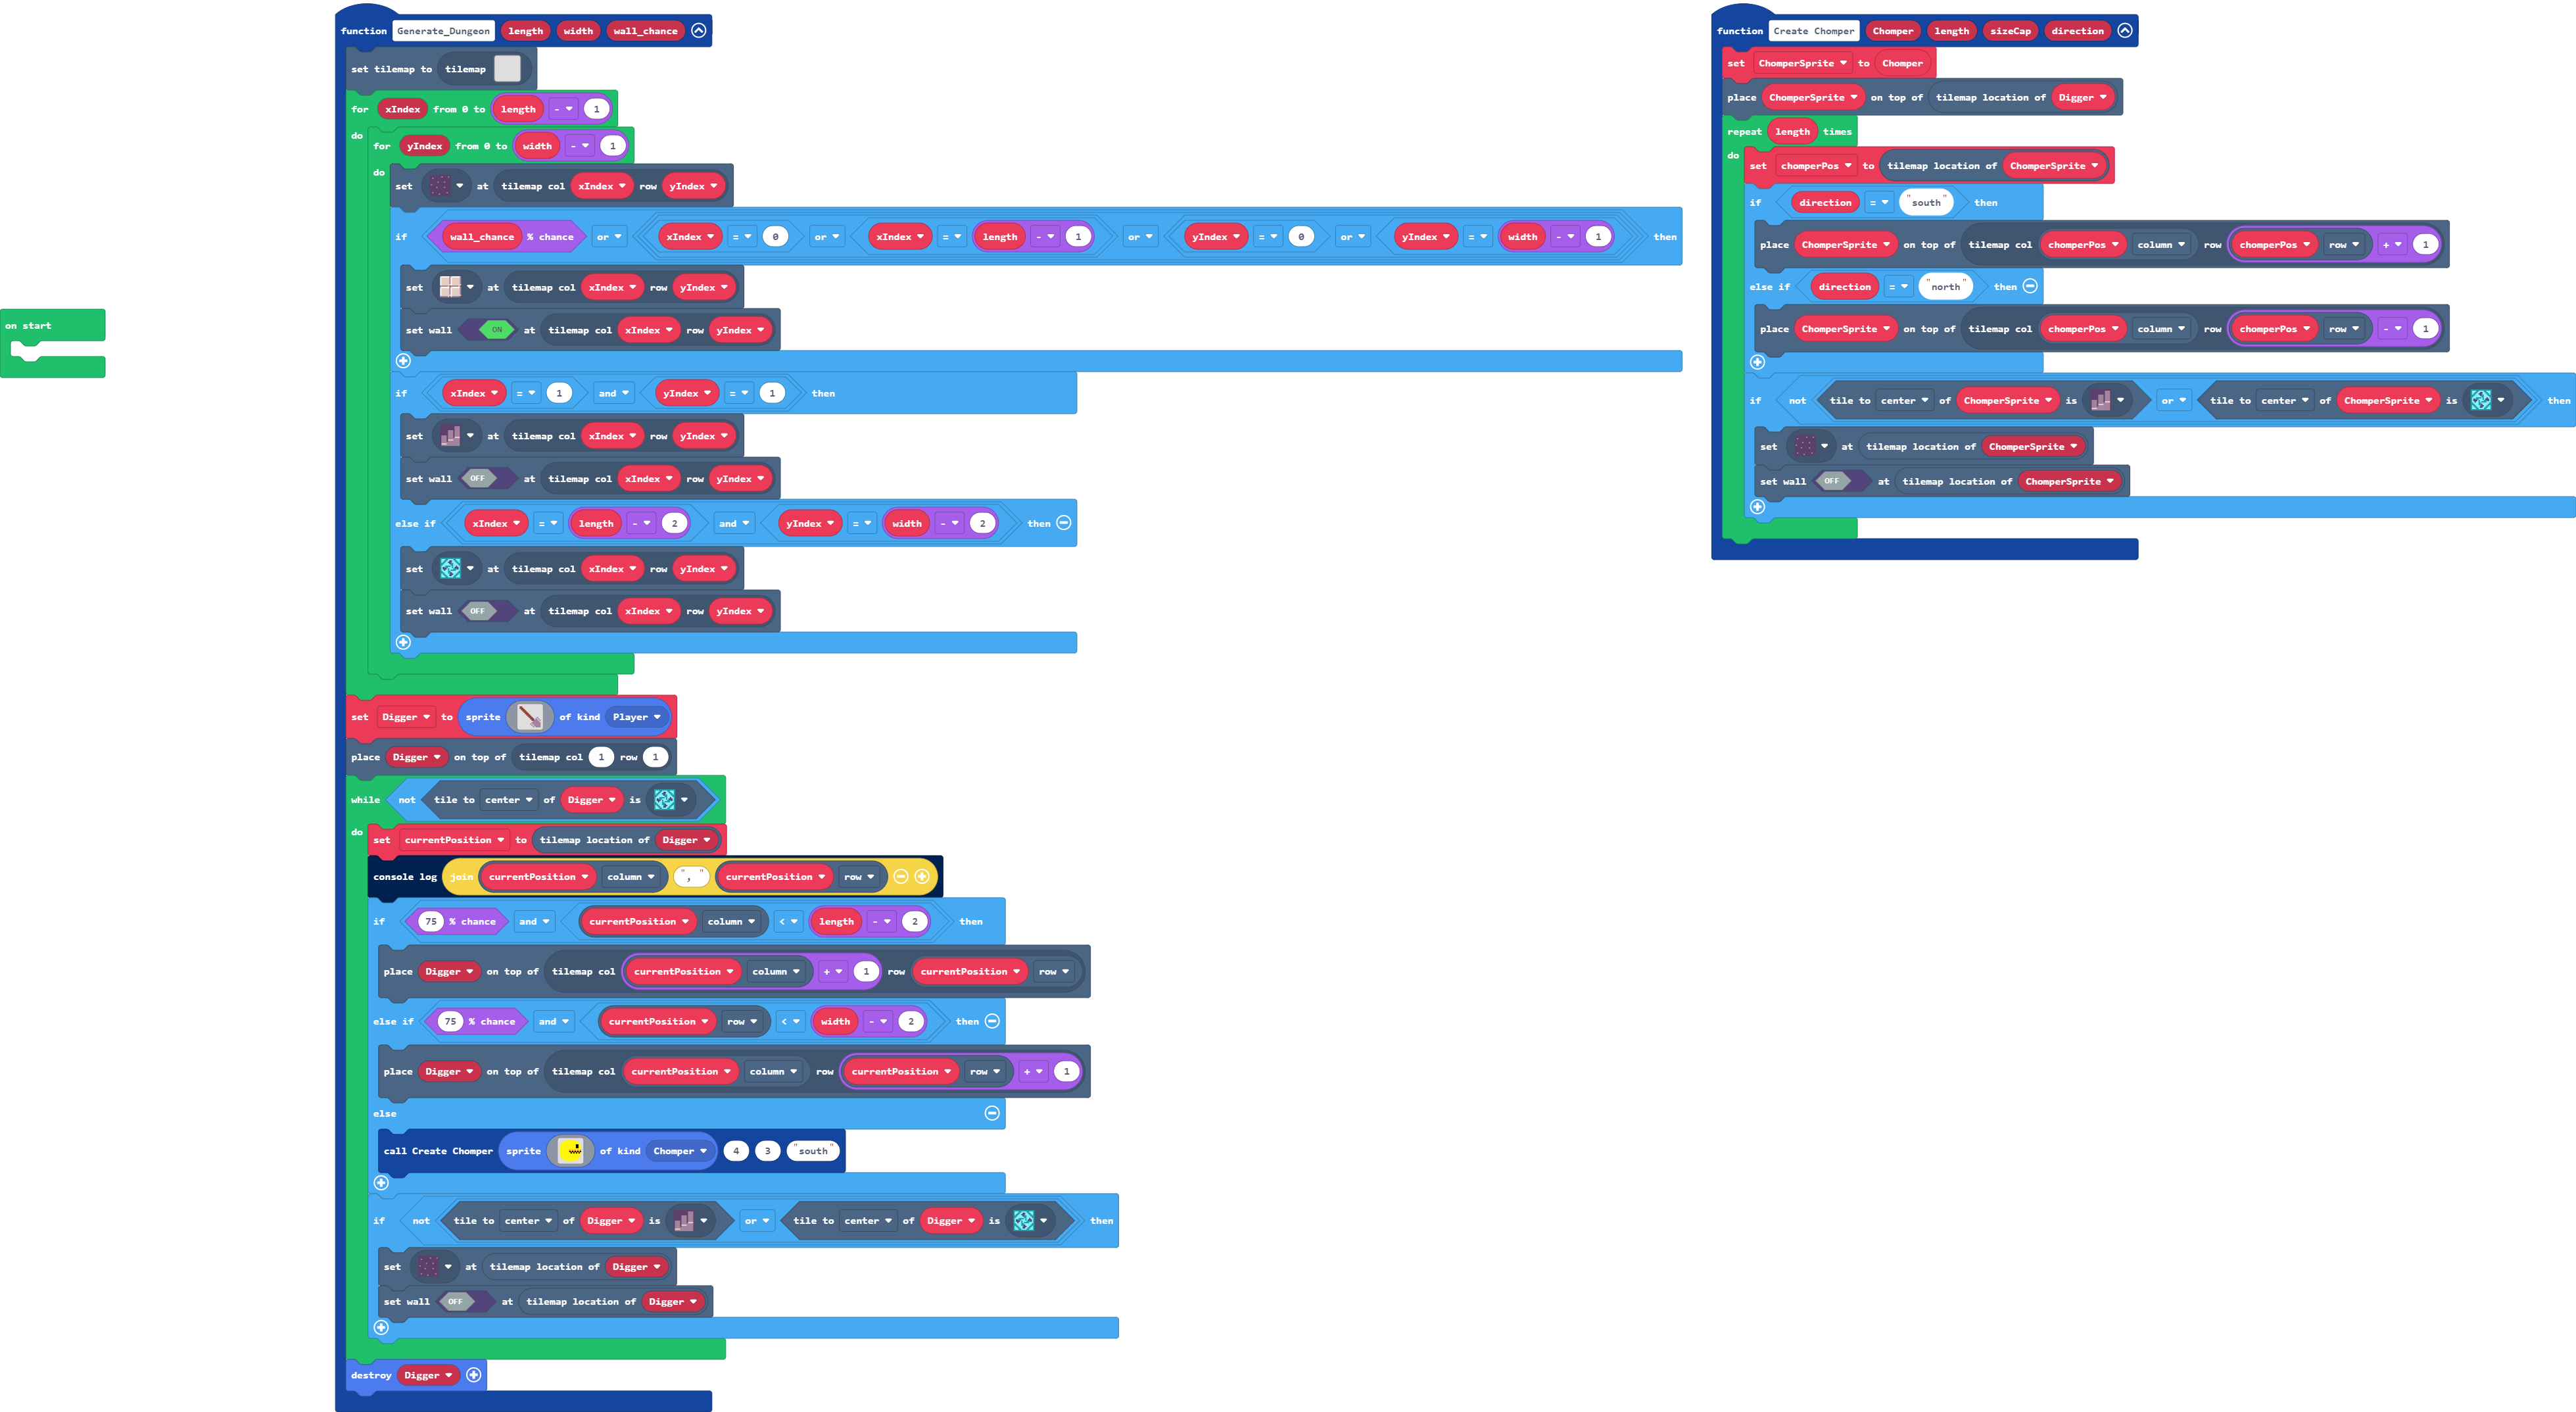 on start
function Generate_Dungeon length width wall_chance
set tilemap to tilemap
for xIndex from 0 to length - 1
do
for yIndex from 0 to width - 1
do
set at tilemap col xIndex row yIndex
if wall_chance % chance or xIndex = 0 or xIndex = length - 1 or yIndex = 0 or yIndex = width - 1 then
set at tilemap col xIndex row yIndex
set wall ON at tilemap col xIndex row yIndex
if xIndex = 1 and yIndex = 1 then
set at tilemap col xIndex row yIndex
set wall OFF at tilemap col xIndex row yIndex
else if xIndex = length - 2 and yIndex = width - 2 then
set at tilemap col xIndex row yIndex
set wall OFF at tilemap col xIndex row yIndex
set Digger to sprite of kind Player
place Digger on top of tilemap col 1 row 1
while not tile to center of Digger is
do
set currentPosition to tilemap location of Digger
console log join currentPosition column " , " currentPosition row
if 75 % chance and currentPosition column < length - 2 then
place Digger on top of tilemap col currentPosition column + 1 row currentPosition row
else if 75 % chance and currentPosition row < width - 2 then
place Digger on top of tilemap col currentPosition column row currentPosition row + 1
else
call Create Chomper sprite of kind Chomper 4 3 "south"
if not tile to center of Digger is or tile to center of Digger is then
set at tilemap location of Digger
set wall OFF at tilemap location of Digger
destroy Digger
function Create Chomper Chomper length sizeCap direction
set ChomperSprite to Chomper
place ChomperSprite on top of tilemap location of Digger
repeat length times
do
set chomperPos to tilemap location of ChomperSprite
if direction = "south" then
place ChomperSprite on top of tilemap col chomperPos column row chomperPos row + 1
else if direction = "north" then
place ChomperSprite on top of tilemap col chomperPos column row chomperPos row - 1
if not tile to center of ChomperSprite is or tile to center of ChomperSprite is then
set at tilemap location of ChomperSprite
set wall OFF at tilemap location of ChomperSprite